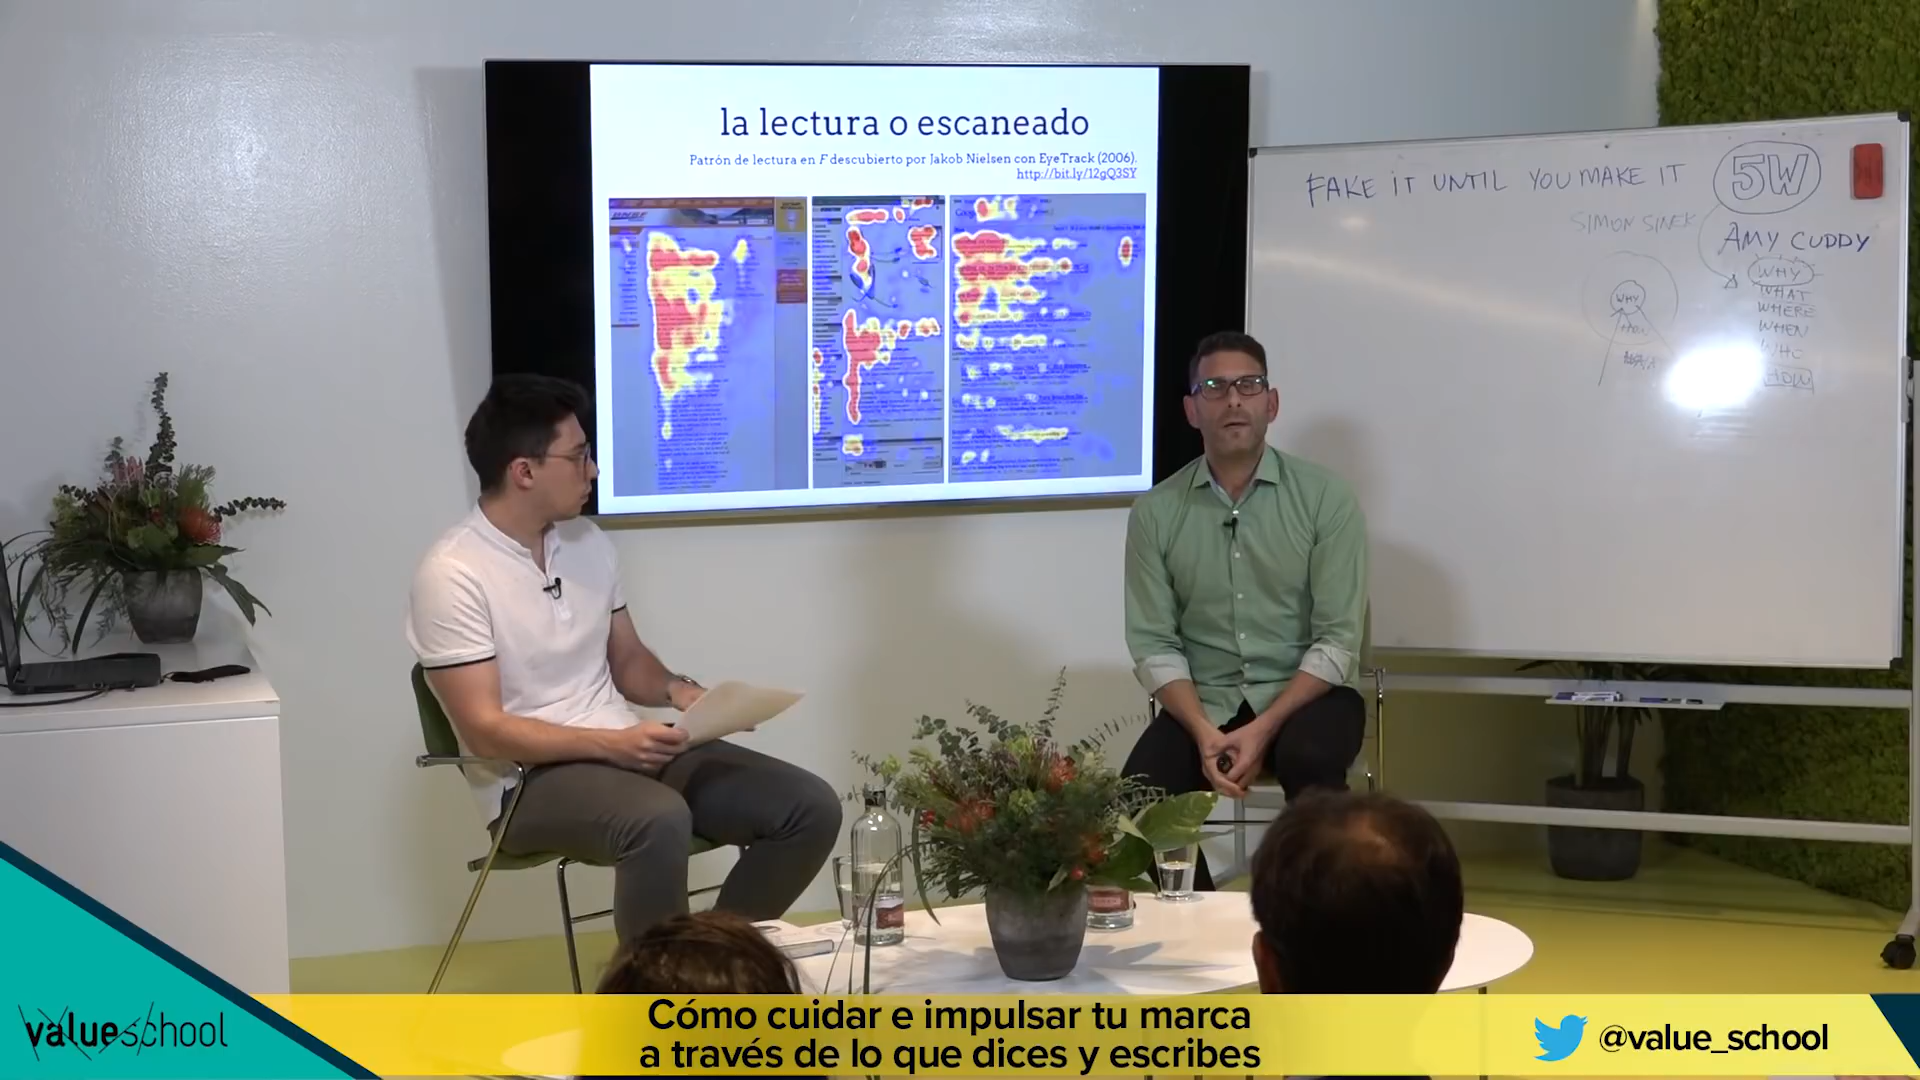 la lectura o escaneado
Patrón de lectura en F descubierto por Jakob Nielsen con EyeTrack (2006).
http://bit.ly/12gQ3SY
FAKE IT UNTIL YOU MAKE IT
5W
SIMON SINEK
AMY CUDDY
WHY
WHAT
WHERE
WHEN
WHO
HOW
WHY
HOW
valueschool
Cómo cuidar e impulsar tu marca
a través de lo que dices y escribes
@value_school